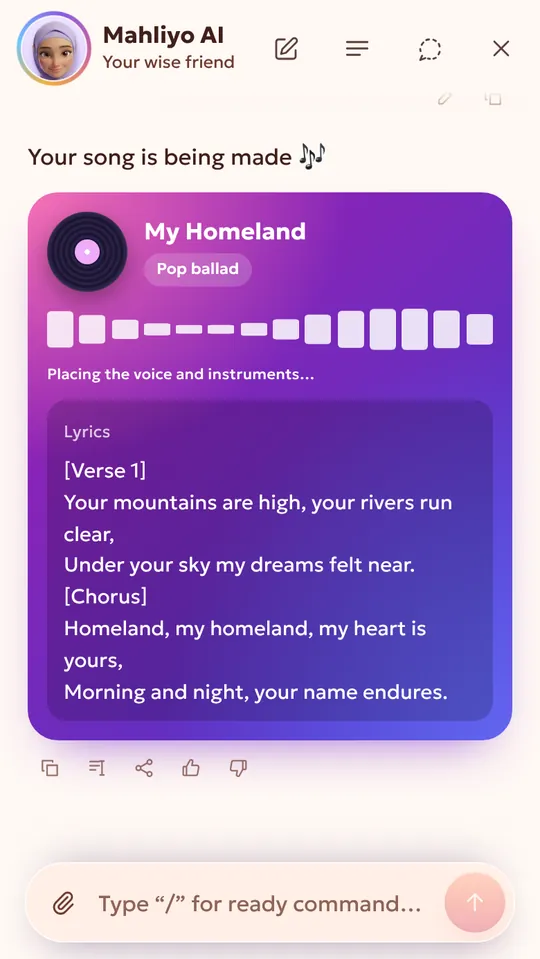 Mahliyo AI
Your wise friend
Your song is being made 🎶
My Homeland
Pop ballad
Placing the voice and instruments...
Lyrics
[Verse 1]
Your mountains are high, your rivers run
clear,
Under your sky my dreams felt near.
[Chorus]
Homeland, my homeland, my heart is
yours,
Morning and night, your name endures.
Type “/” for ready command...